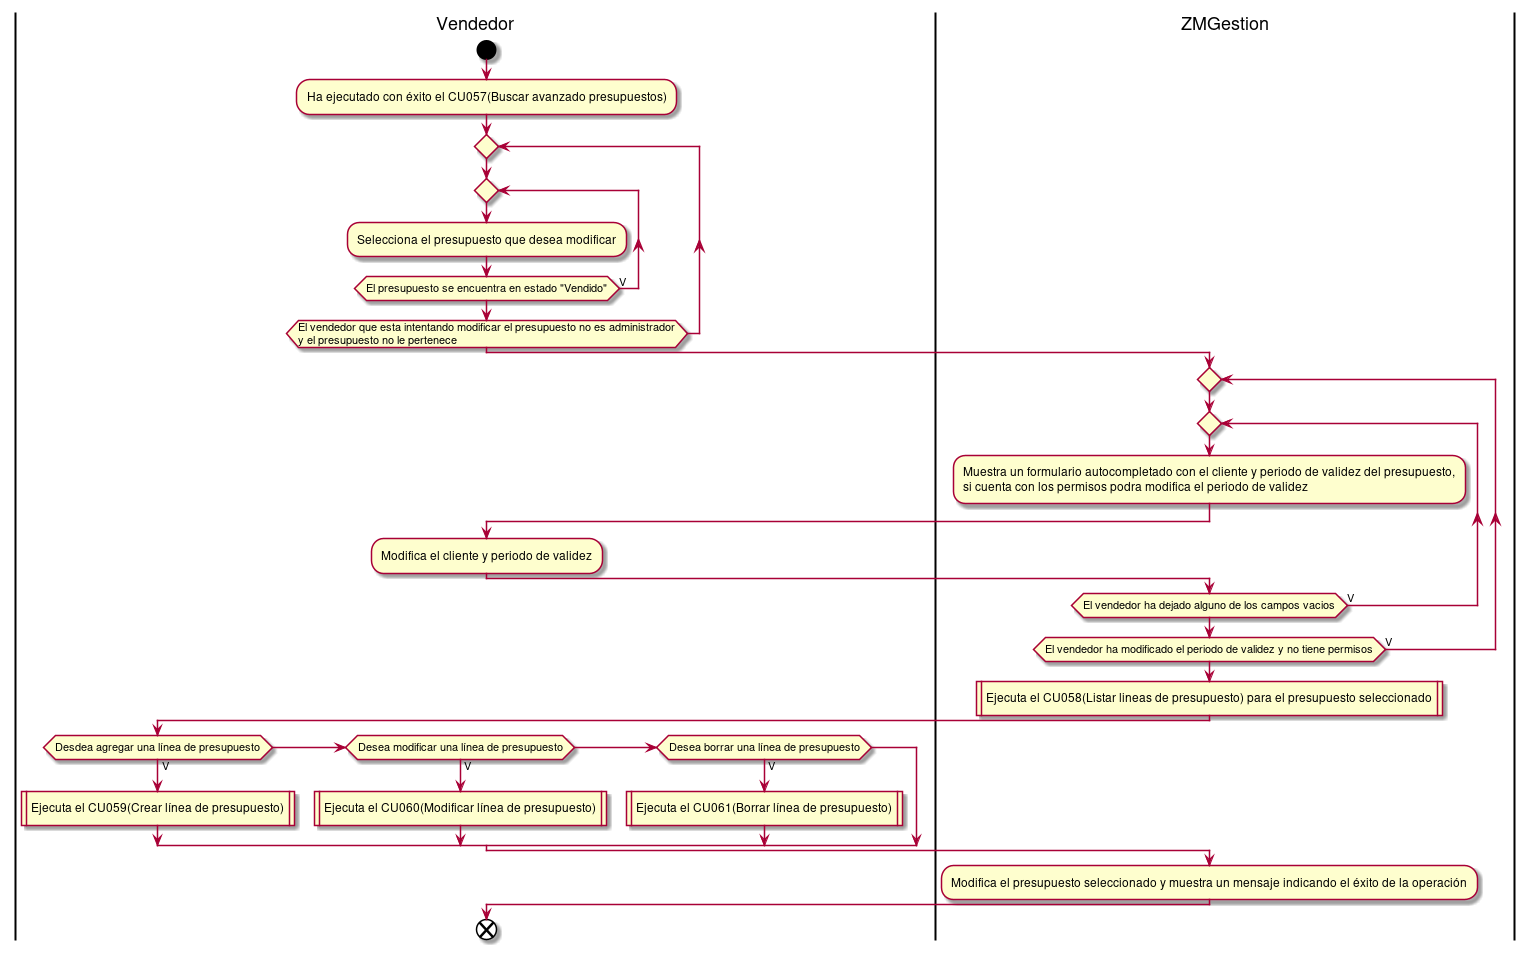 Vendedor
ZMGestion
Ha ejecutado con éxito el CU057(Buscar avanzado presupuestos)
Selecciona el presupuesto que desea modificar
El presupuesto se encuentra en estado "Vendido"
V
El vendedor que esta intentando modificar el presupuesto no es administrador
y el presupuesto no le pertenece
Muestra un formulario autocompletado con el cliente y periodo de validez del presupuesto,
si cuenta con los permisos podra modifica el periodo de validez
Modifica el cliente y periodo de validez
El vendedor ha dejado alguno de los campos vacios
V
El vendedor ha modificado el periodo de validez y no tiene permisos
V
Ejecuta el CU058(Listar lineas de presupuesto) para el presupuesto seleccionado
Desdea agregar una línea de presupuesto
Desea modificar una línea de presupuesto
Desea borrar una línea de presupuesto
V
V
V
Ejecuta el CU059(Crear línea de presupuesto)
Ejecuta el CU060(Modificar línea de presupuesto)
Ejecuta el CU061(Borrar línea de presupuesto)
Modifica el presupuesto seleccionado y muestra un mensaje indicando el éxito de la operación